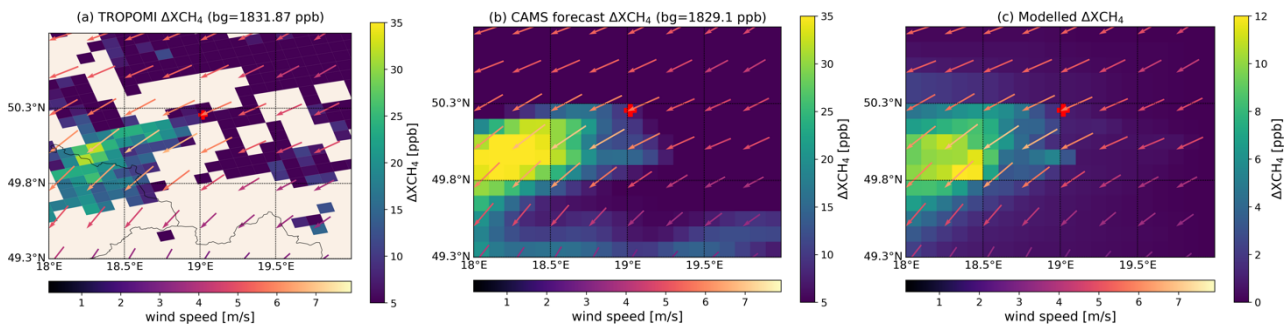 (a) TROPOMI ΔXCH₄ (bg=1831.87 ppb)
50.3°N
49.8°N
49.3°N
18°E 18.5°E 19°E 19.5°E
35
30
25
20
15
10
5
ΔXCH₄ [ppb]
1 2 3 4 5 6 7
wind speed [m/s]
(b) CAMS forecast ΔXCH₄ (bg=1829.1 ppb)
50.3°N
49.8°N
49.3°N
18°E 18.5°E 19°E 19.5°E
35
30
25
20
15
10
5
ΔXCH₄ [ppb]
1 2 3 4 5 6 7
wind speed [m/s]
(c) Modelled ΔXCH₄
50.3°N
49.8°N
49.3°N
18°E 18.5°E 19°E 19.5°E
12
10
8
6
4
2
0
ΔXCH₄ [ppb]
1 2 3 4 5 6 7
wind speed [m/s]